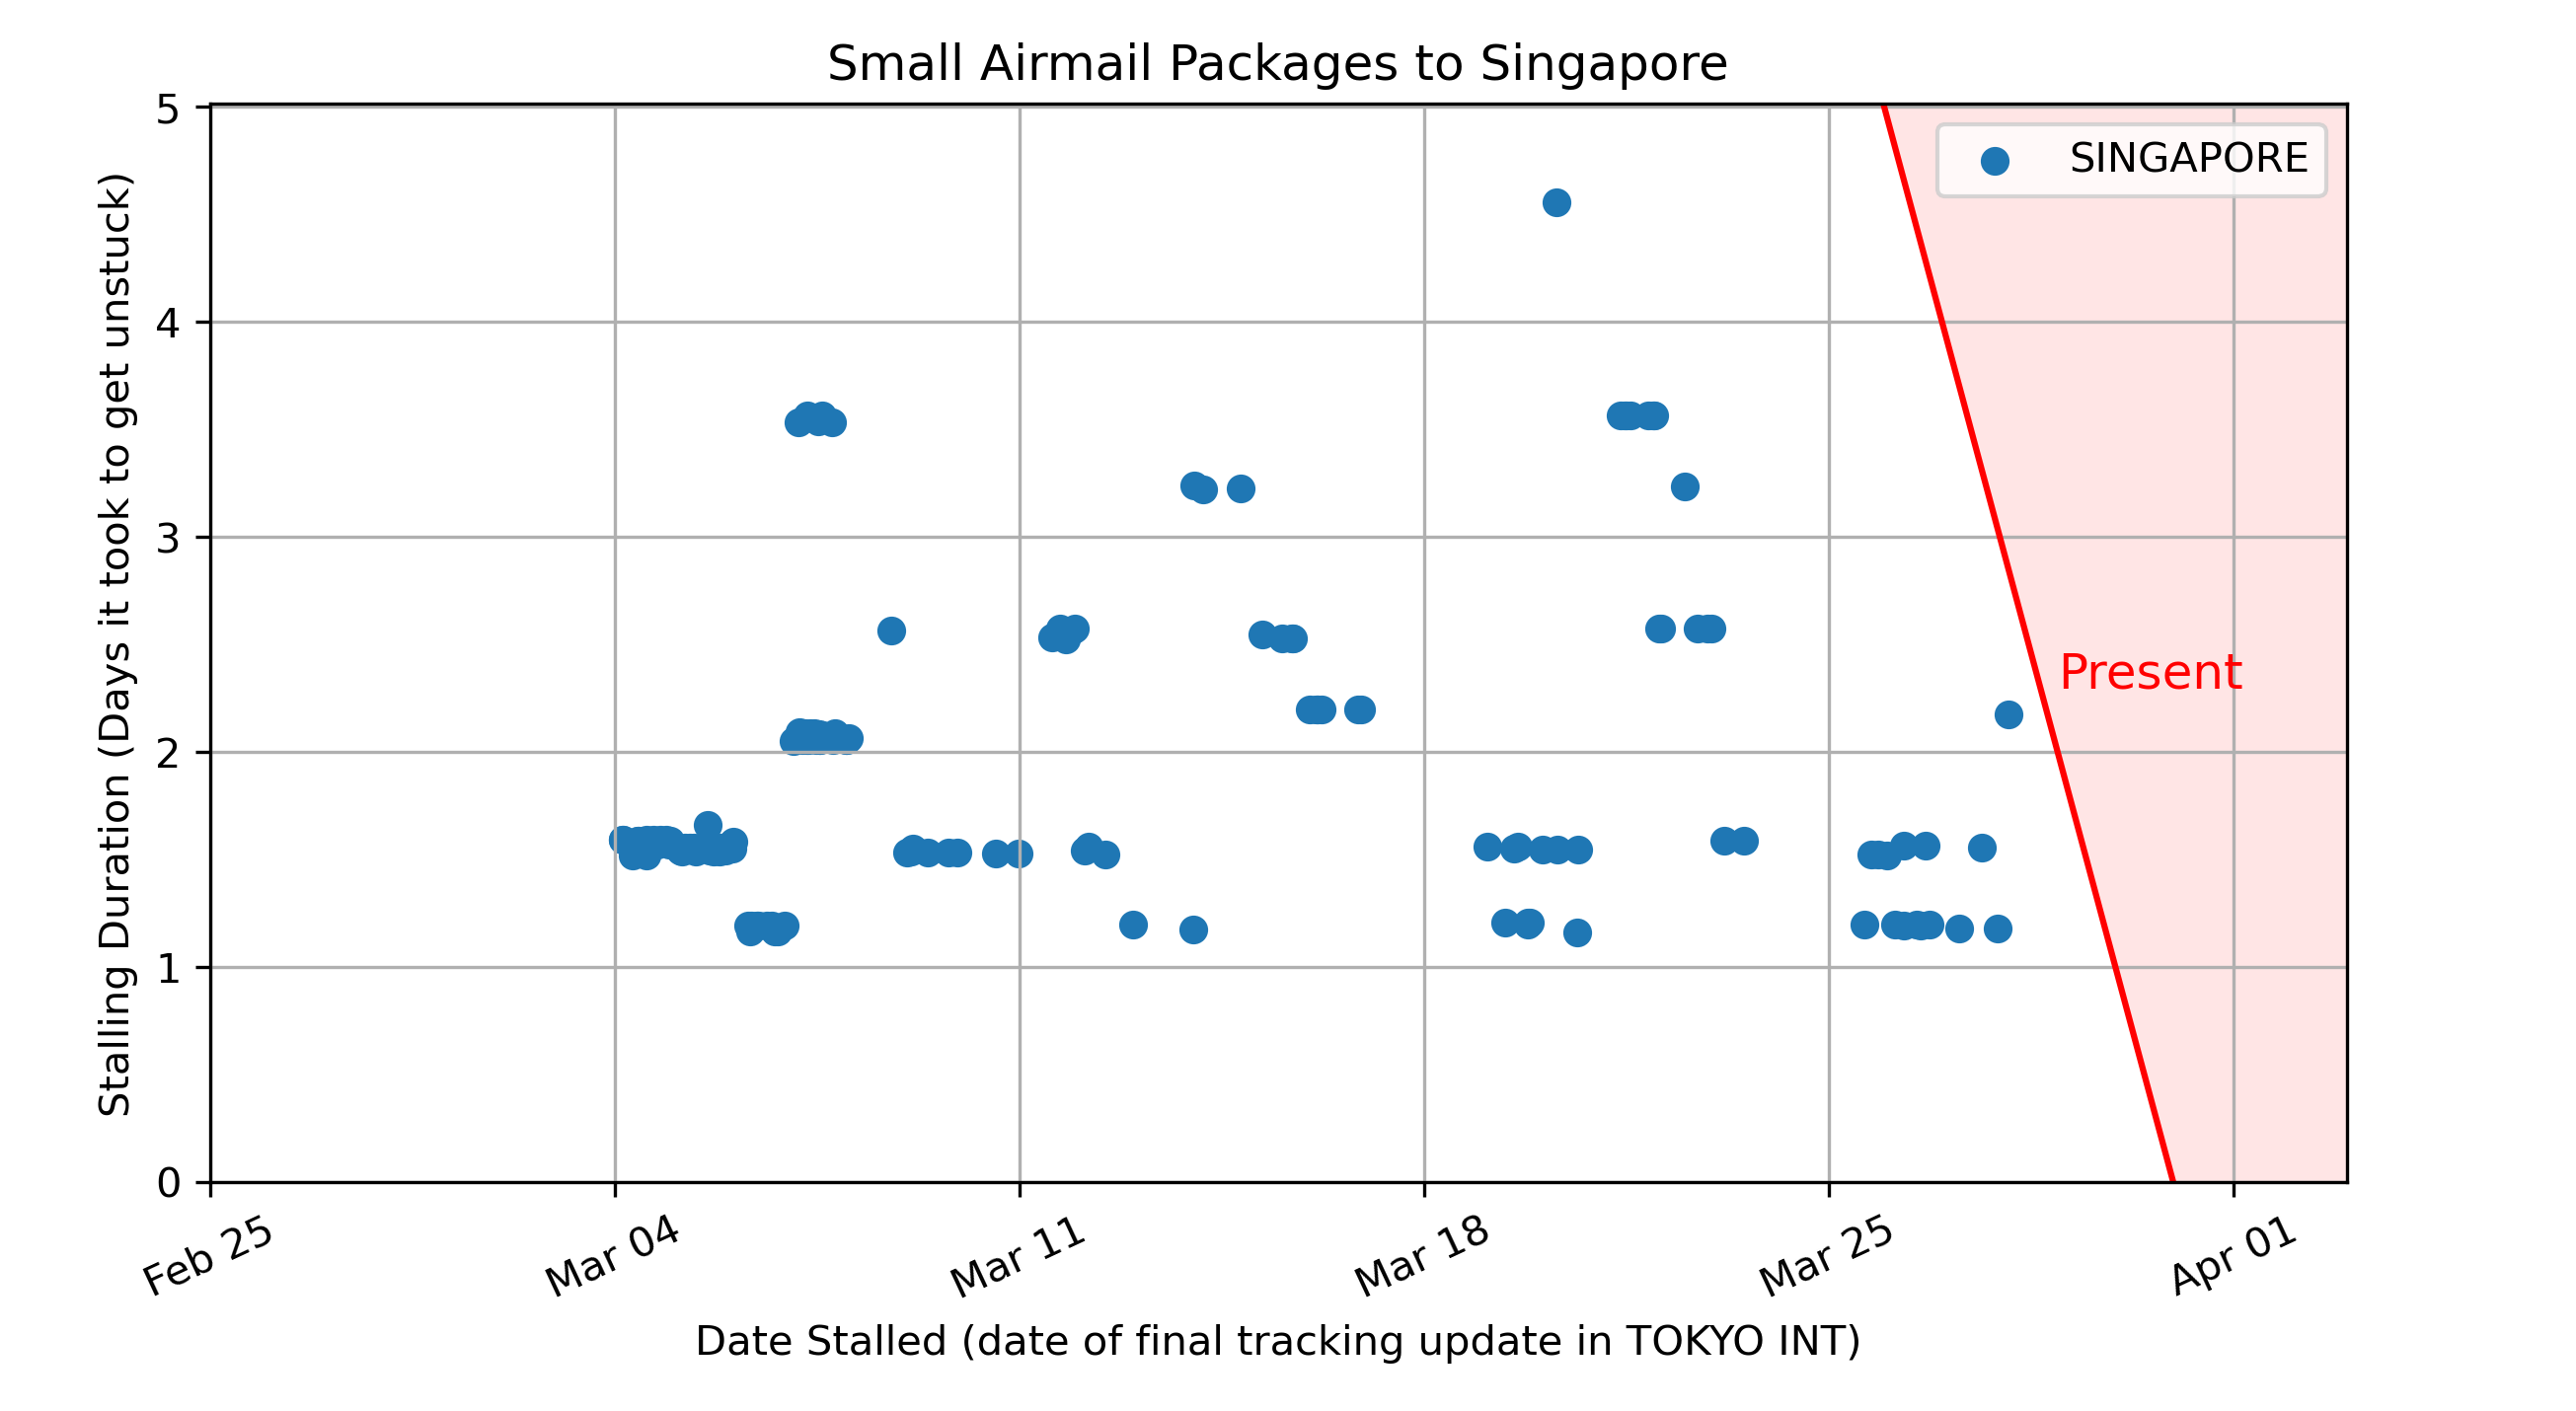 Small Airmail Packages to Singapore
SINGAPORE
Stalling Duration (Days it took to get unstuck)
5
4
3
2
1
0
Present
Feb 25
Mar 04
Mar 11
Mar 18
Mar 25
Apr 01
Date Stalled (date of final tracking update in TOKYO INT)